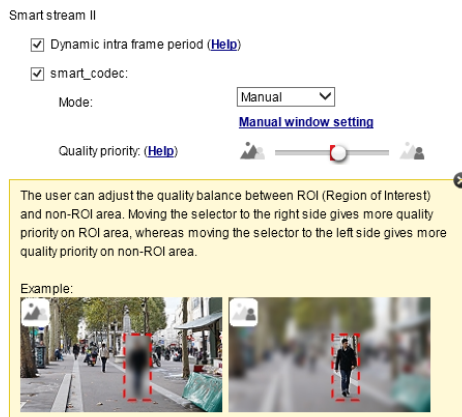 Smart stream II
Dynamic intra frame period (Help)
smart_codec:
Mode:
Manual
Manual window setting
Quality priority: (Help)
The user can adjust the quality balance between ROI (Region of Interest)
and non-ROI area. Moving the selector to the right side gives more quality
priority on ROI area, whereas moving the selector to the left side gives more
quality priority on non-ROI area.
Example: